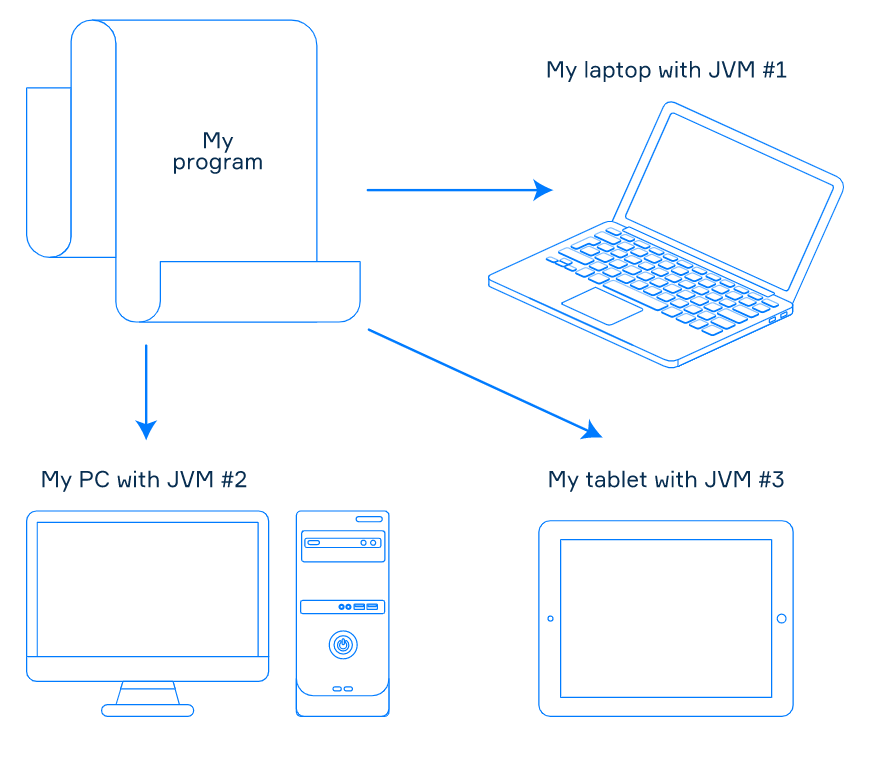 My laptop with JVM #1
My
program
My PC with JVM #2
My tablet with JVM #3